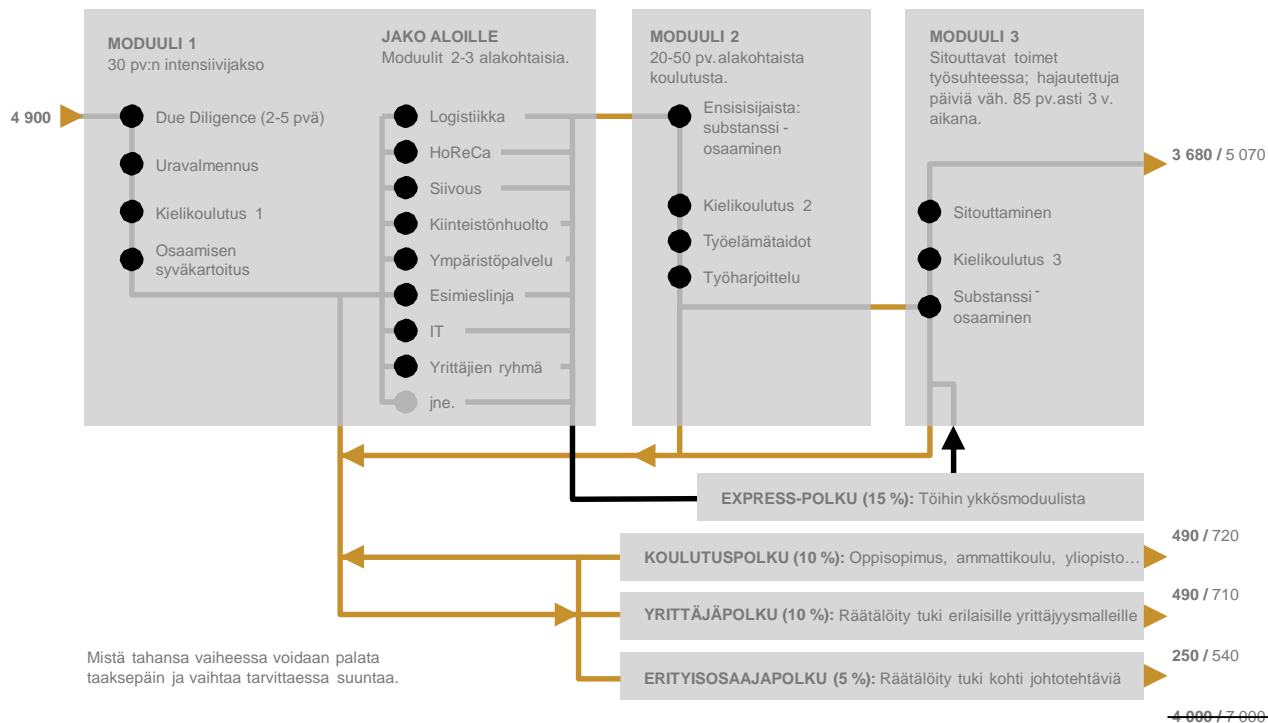 MODUULI 1
30 pv:n intensiivijakso
4 900
Due Diligence (2-5 pvä)
Uravalmennus
Kielikoulutus 1
Osaamisen
syväkartoitus
JAKO ALOILLE
Moduulit 2-3 alakohtaisia.
Logistiikka
HoReCa
Siivous
Kiinteistönhuolto
Ympäristöpalvelu
Esimieslinja
IT
Yrittäjien ryhmä
jne.
MODUULI 2
20-50 pv. alakohtaista
koulutusta.
Ensisisijaista:
substanssi -
osaaminen
Kielikoulutus 2
Työelämätaidot
Työharjoittelu
MODUULI 3
Sitouttavat toimet
työsuhteessa; hajautettuja
päiviä väh. 85 pv.asti 3 v.
aikana.
3 680 / 5 070
Sitouttaminen
Kielikoulutus 3
Substanssi -
osaaminen
EXPRESS-POLKU (15 %): Töihin ykkösmoduulista
490 / 720
KOULUTUSPOLKU (10 %): Oppisopimus, ammattikoulu, yliopisto…
490 / 710
YRITTÄJÄPOLKU (10 %): Räätälöity tuki erilaisille yrittäjyysmalleille
250 / 540
ERITYISOSAAJAPOLKU (5 %): Räätälöity tuki kohti johtotehtäviä
4 000 / 7 000
Mistä tahansa vaiheessa voidaan palata
taaksepäin ja vaihtaa tarvittaessa suuntaa.